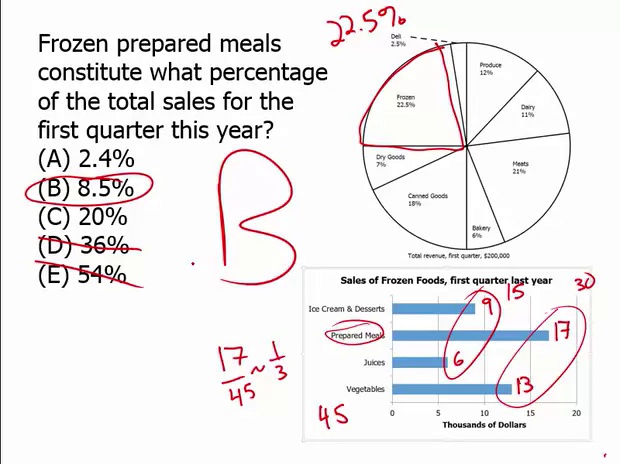 22.5%
Frozen prepared meals
constitute what percentage
of the total sales for the
first quarter this year?
(A) 2.4%
(B) 8.5%
(C) 20%
(D) 36%
(E) 54%
B
Deli
2.5%
Produce
12%
Frozen
22.5%
Dairy
11%
Dry Goods
7%
Meats
21%
Canned Goods
18%
Bakery
6%
Total revenue, first quarter, $200,000
Sales of Frozen Foods, first quarter last year
15
30
Ice Cream & Desserts
9
Prepared Meals
17
Juices
6
Vegetables
13
0 5 10 15 20
Thousands of Dollars
17/45 ~ 1/3
45